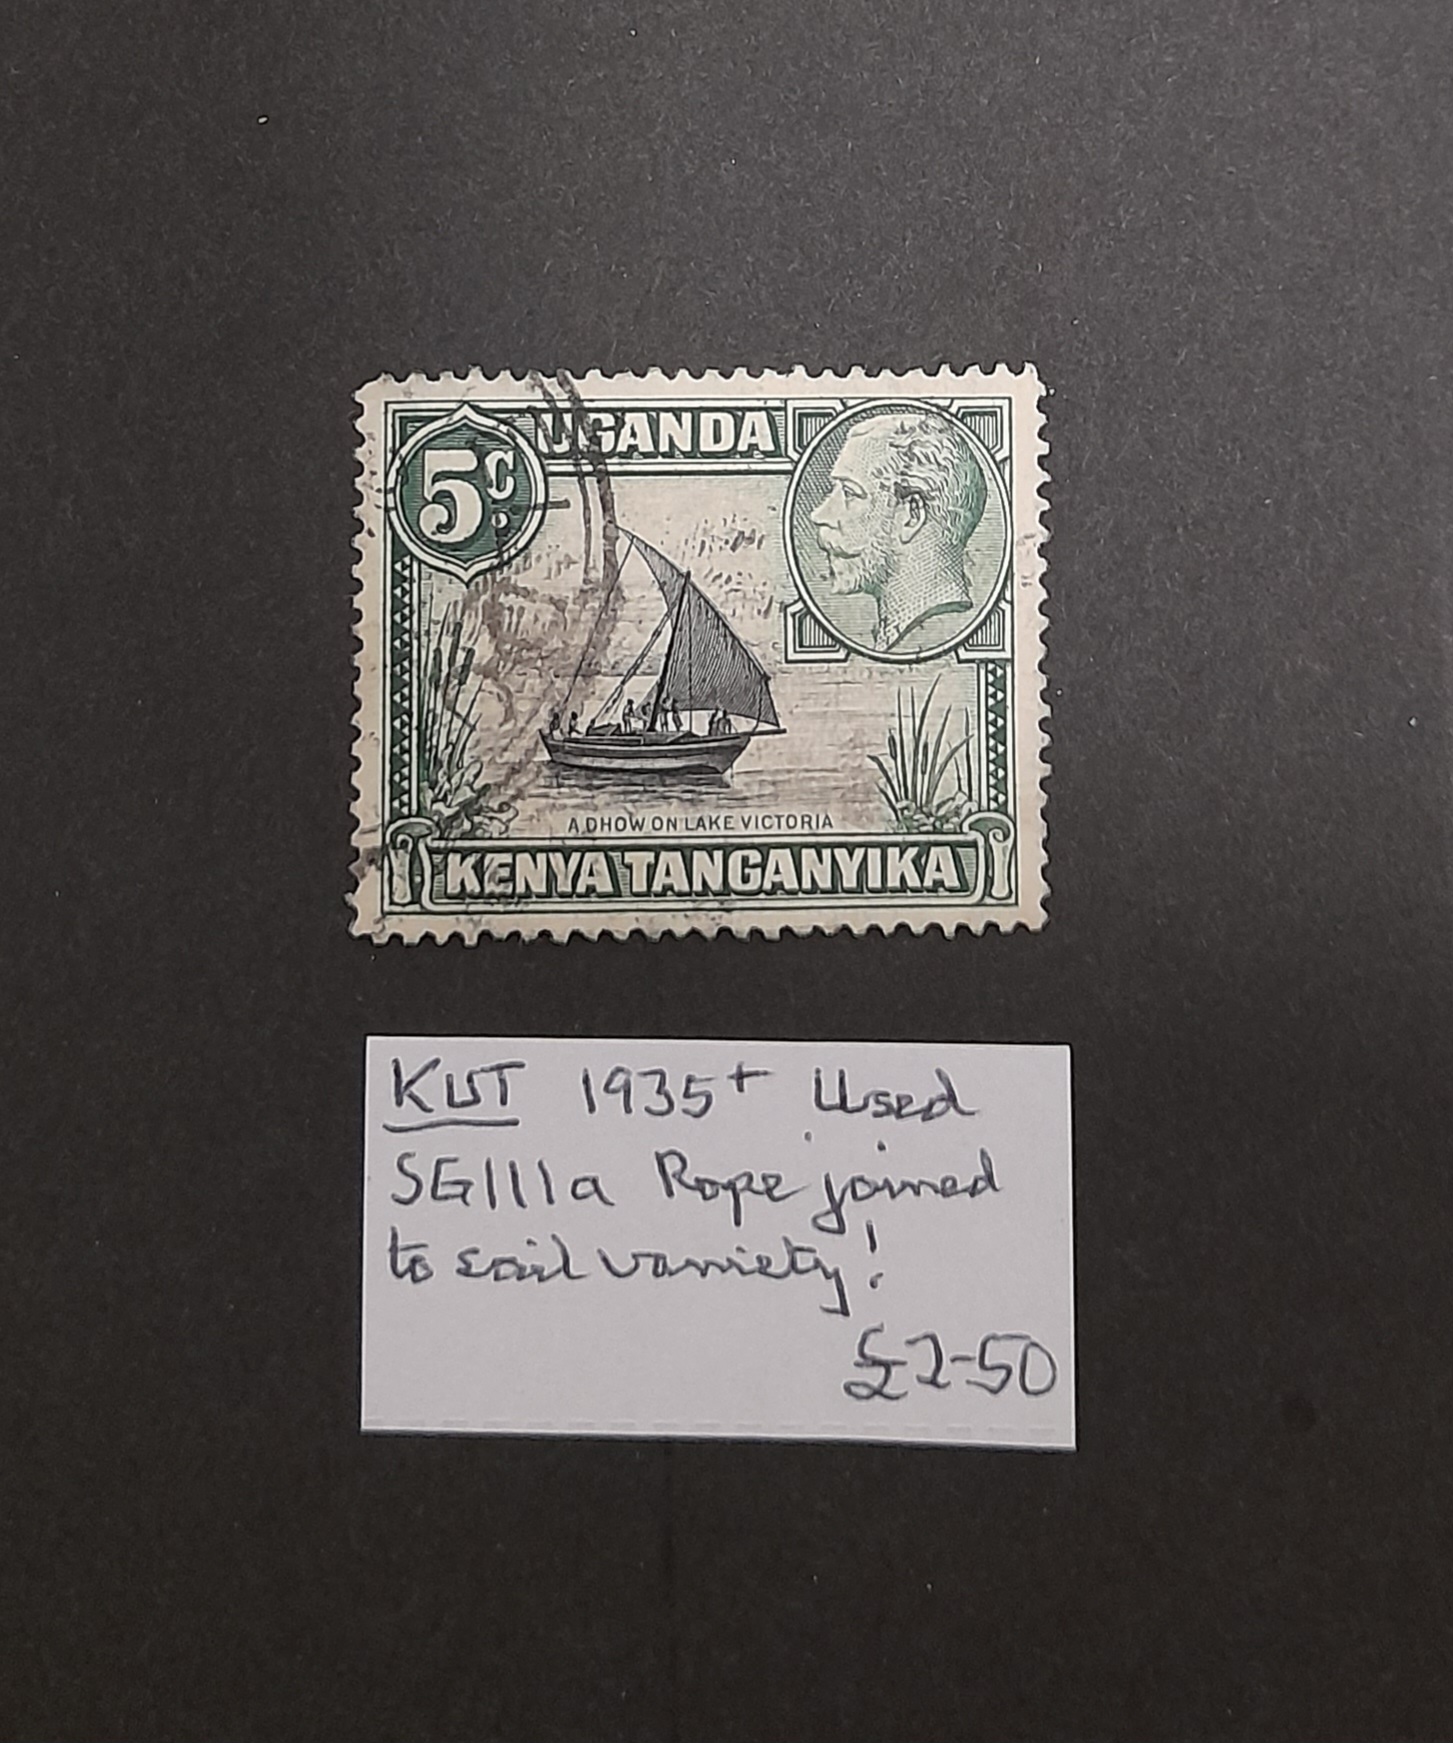 UGANDA
5c.
A DHOW ON LAKE VICTORIA
KENYA TANGANYIKA
KUT 1935+ Used
SG111a Rope joined
to sail variety!
£2-50